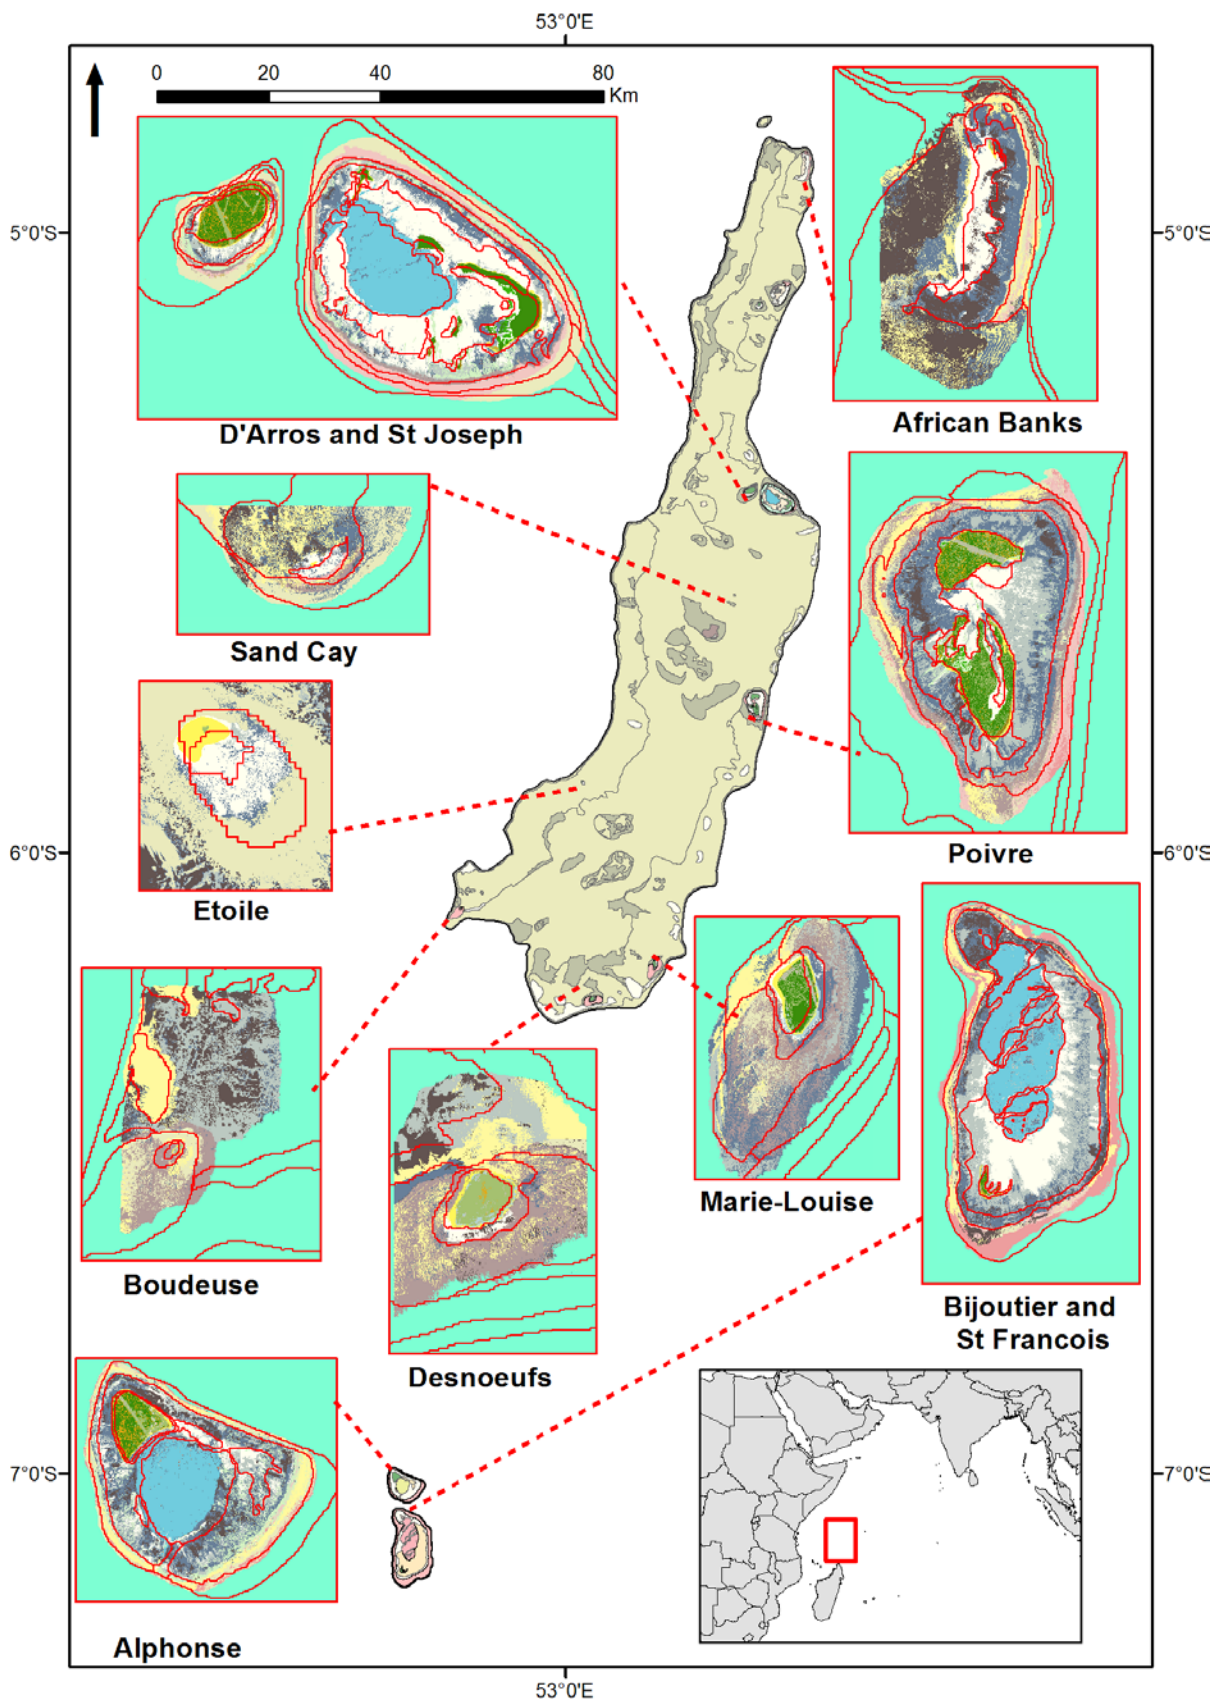 53°0'E
0 20 40 80
Km
5°0'S
5°0'S
D'Arros and St Joseph
African Banks
Sand Cay
Poivre
Etoile
6°0'S
6°0'S
Marie-Louise
Boudeuse
Desnoeufs
Bijoutier and
St Francois
7°0'S
7°0'S
Alphonse
53°0'E